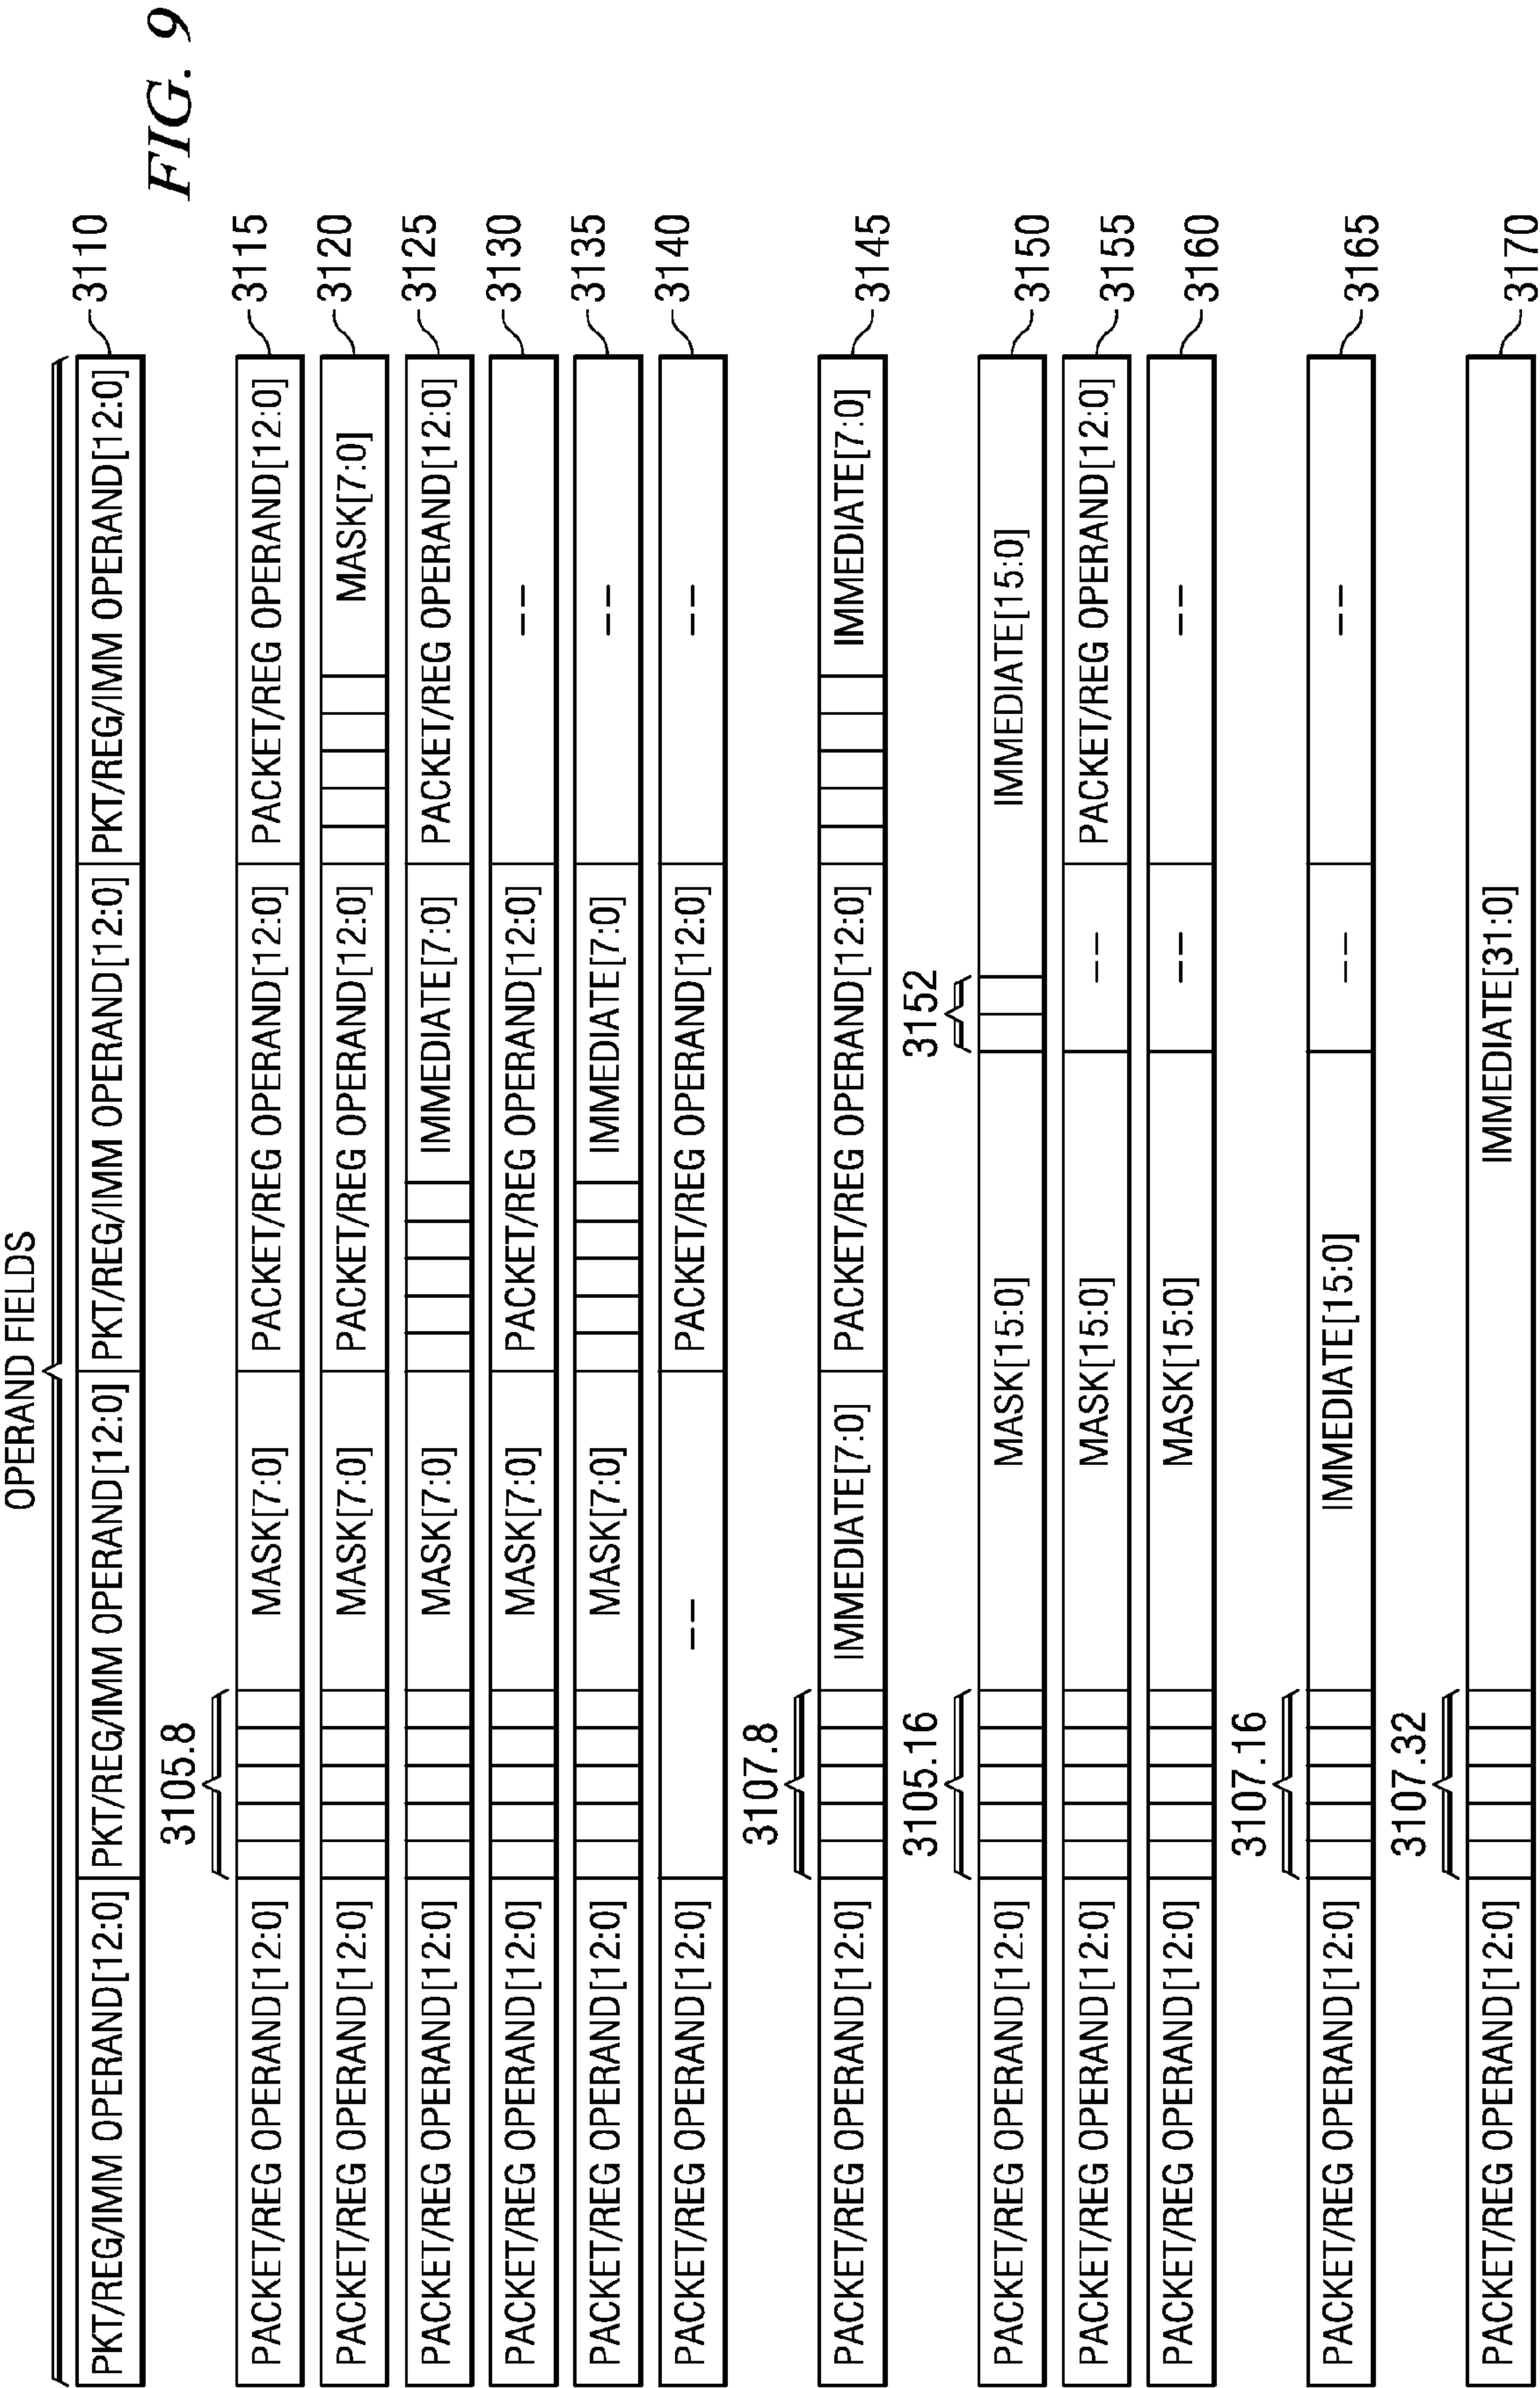 OPERAND FIELDS
PKT/REG/IMM OPERAND[12:0] PKT/REG/IMM OPERAND[12:0] PKT/REG/IMM OPERAND[12:0] PKT/REG/IMM OPERAND[12:0] 3110
FIG. 9
3105.8
PACKET/REG OPERAND[12:0] MASK[7:0] PACKET/REG OPERAND[12:0] PACKET/REG OPERAND[12:0] 3115
PACKET/REG OPERAND[12:0] MASK[7:0] PACKET/REG OPERAND[12:0] MASK[7:0] 3120
PACKET/REG OPERAND[12:0] MASK[7:0] IMMEDIATE[7:0] PACKET/REG OPERAND[12:0] 3125
PACKET/REG OPERAND[12:0] MASK[7:0] PACKET/REG OPERAND[12:0] -- 3130
PACKET/REG OPERAND[12:0] MASK[7:0] IMMEDIATE[7:0] -- 3135
PACKET/REG OPERAND[12:0] -- PACKET/REG OPERAND[12:0] -- 3140
3107.8
PACKET/REG OPERAND[12:0] IMMEDIATE[7:0] PACKET/REG OPERAND[12:0] IMMEDIATE[7:0] 3145
3105.16 3152
PACKET/REG OPERAND[12:0] MASK[15:0] IMMEDIATE[15:0] 3150
PACKET/REG OPERAND[12:0] MASK[15:0] -- PACKET/REG OPERAND[12:0] 3155
PACKET/REG OPERAND[12:0] MASK[15:0] -- -- 3160
3107.16
PACKET/REG OPERAND[12:0] IMMEDIATE[15:0] -- -- 3165
3107.32
PACKET/REG OPERAND[12:0] IMMEDIATE[31:0] 3170